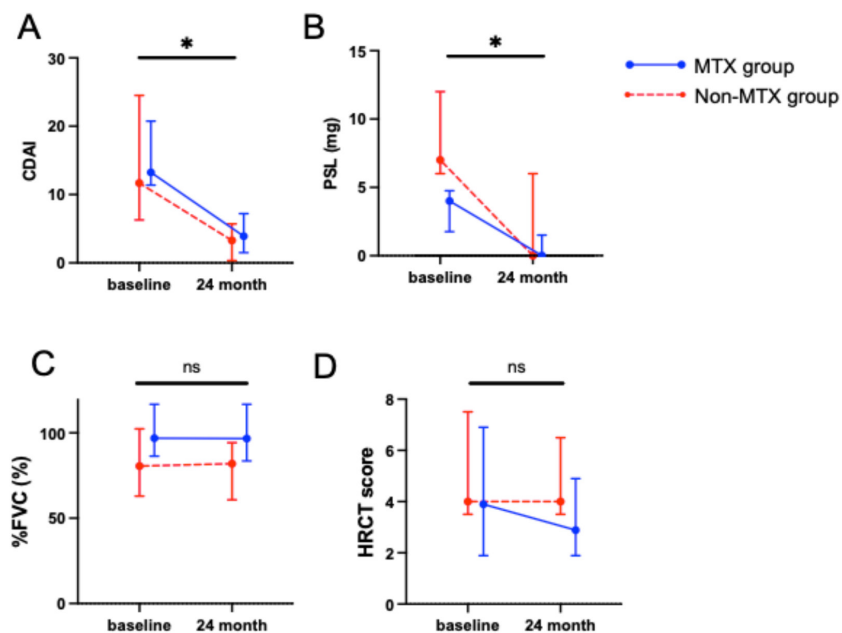 A
30
20
10
0
CDAI
*
baseline 24 month
B
15
10
5
0
PSL (mg)
*
baseline 24 month
MTX group
Non-MTX group
C
100
50
0
%FVC (%)
ns
baseline 24 month
D
8
6
4
2
0
HRCT score
ns
baseline 24 month